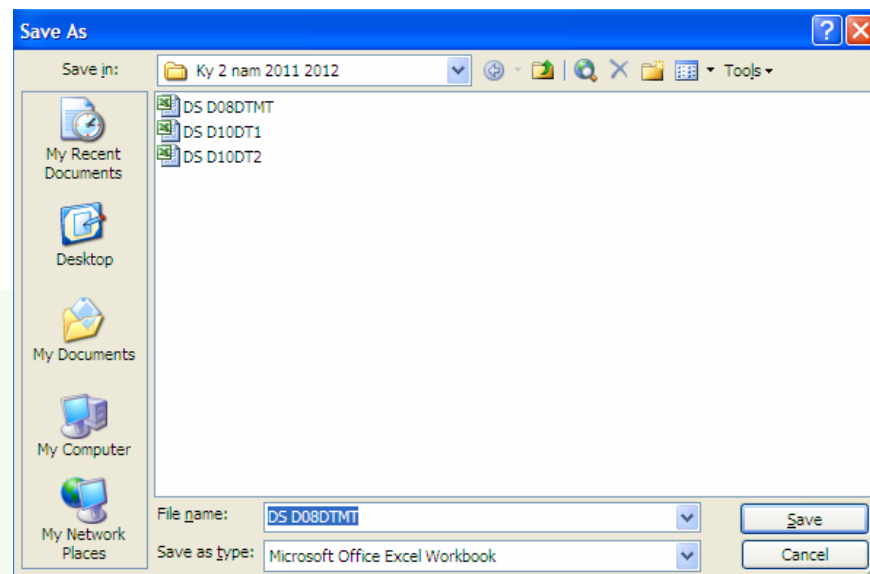 Save As
Save in:
Ky 2 nam 2011 2012
Tools
My Recent
Documents
Desktop
My Documents
My Computer
My Network
Places
DS D08DTMT
DS D10DT1
DS D10DT2
File name:
DS D08DTMT
Save
Save as type:
Microsoft Office Excel Workbook
Cancel